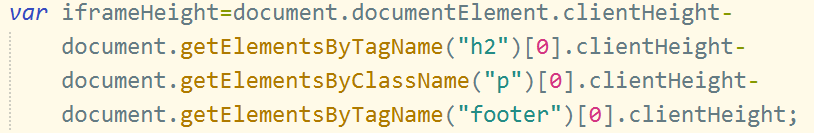 var iframeHeight=document.documentElement.clientHeight-
document.getElementsByTagName("h2")[0].clientHeight-
document.getElementsByClassName("p")[0].clientHeight-
document.getElementsByTagName("footer")[0].clientHeight;